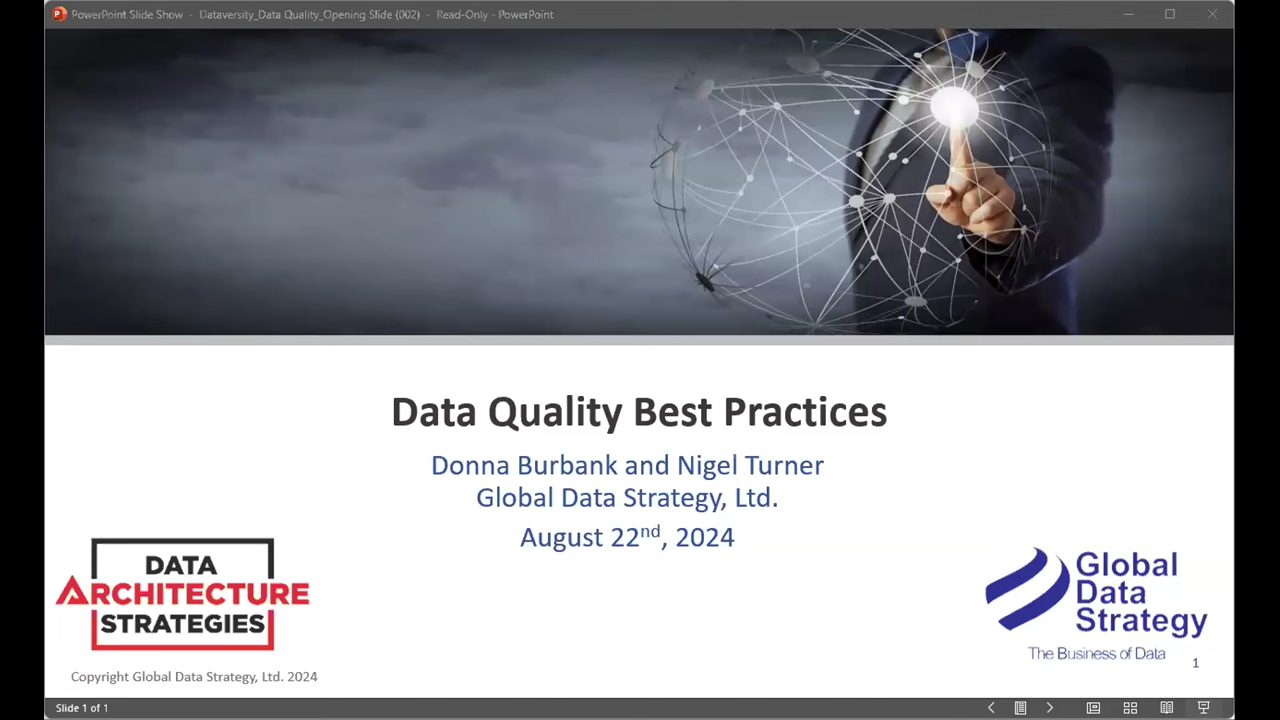 PowerPoint Slide Show - Dataversity_Data Quality_Opening Slide (002) - Read-Only - PowerPoint
Data Quality Best Practices
Donna Burbank and Nigel Turner
Global Data Strategy, Ltd.
August 22nd, 2024
DATA
ARCHITECTURE
STRATEGIES
Global
Data
Strategy
The Business of Data
1
Copyright Global Data Strategy, Ltd. 2024
Slide 1 of 1